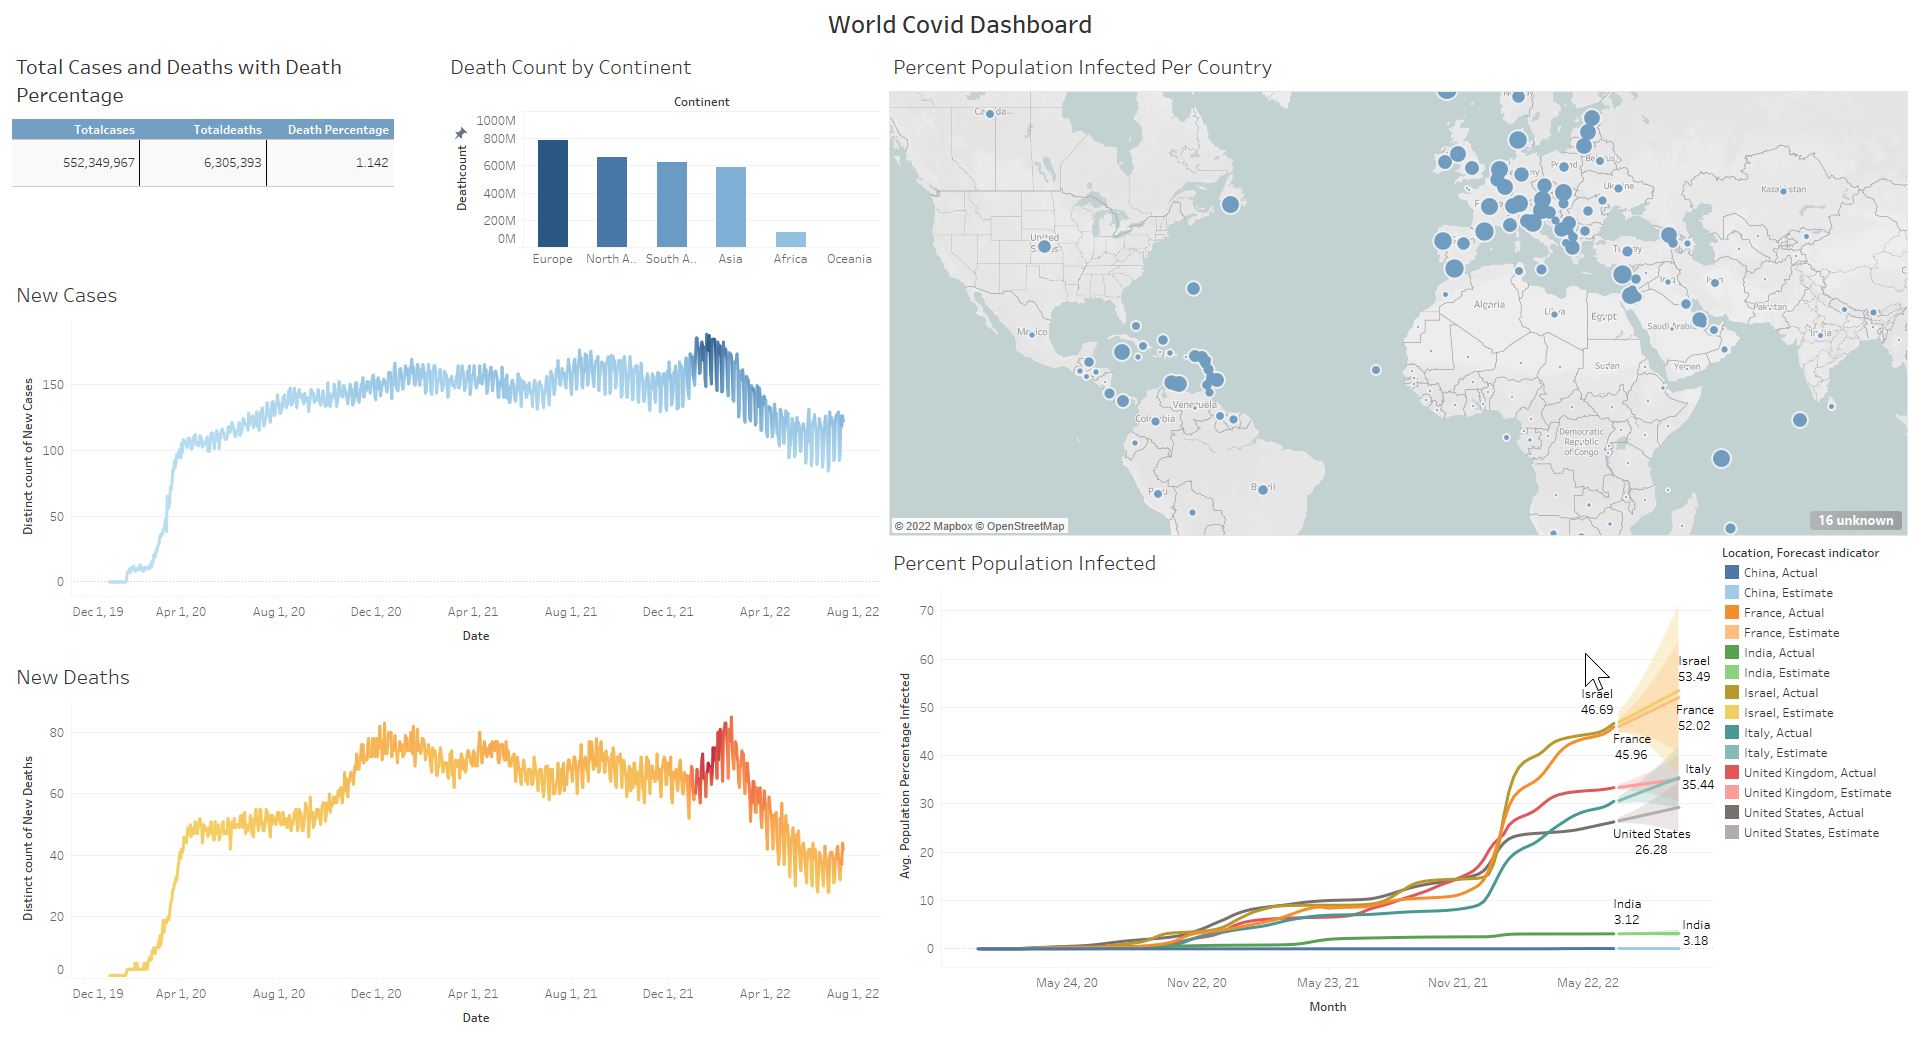 World Covid Dashboard
Total Cases and Deaths with Death
Percentage
Totalcases Totaldeaths Death Percentage
552,349,967 6,305,393 1.142
Death Count by Continent
Continent
Deathcount
1000M
800M
600M
400M
200M
0M
Europe North A.. South A.. Asia Africa Oceania
Percent Population Infected Per Country
Canada
United
States
Mexico
Venezuela
Colombia
Peru
Brazil
Poland
Belarus
Ukraine
Kazakhstan
Turkey
Iraq
Iran
Algeria
Libya
Egypt
Saudi Arabia
Pakistan
India
Sudan
Yemen
Democratic
Republic
of Congo
© 2022 Mapbox © OpenStreetMap
16 unknown
New Cases
Distinct count of New Cases
150
100
50
0
Dec 1, 19 Apr 1, 20 Aug 1, 20 Dec 1, 20 Apr 1, 21 Aug 1, 21 Dec 1, 21 Apr 1, 22 Aug 1, 22
Date
New Deaths
Distinct count of New Deaths
80
60
40
20
0
Dec 1, 19 Apr 1, 20 Aug 1, 20 Dec 1, 20 Apr 1, 21 Aug 1, 21 Dec 1, 21 Apr 1, 22 Aug 1, 22
Date
Percent Population Infected
Avg. Population Percentage Infected
70
60
50
40
30
20
10
0
Israel
53.49
Israel
46.69
France
52.02
France
45.96
Italy
35.44
United States
26.28
India
3.12
India
3.18
May 24, 20 Nov 22, 20 May 23, 21 Nov 21, 21 May 22, 22
Month
Location, Forecast indicator
China, Actual
China, Estimate
France, Actual
France, Estimate
India, Actual
India, Estimate
Israel, Actual
Israel, Estimate
Italy, Actual
Italy, Estimate
United Kingdom, Actual
United Kingdom, Estimate
United States, Actual
United States, Estimate